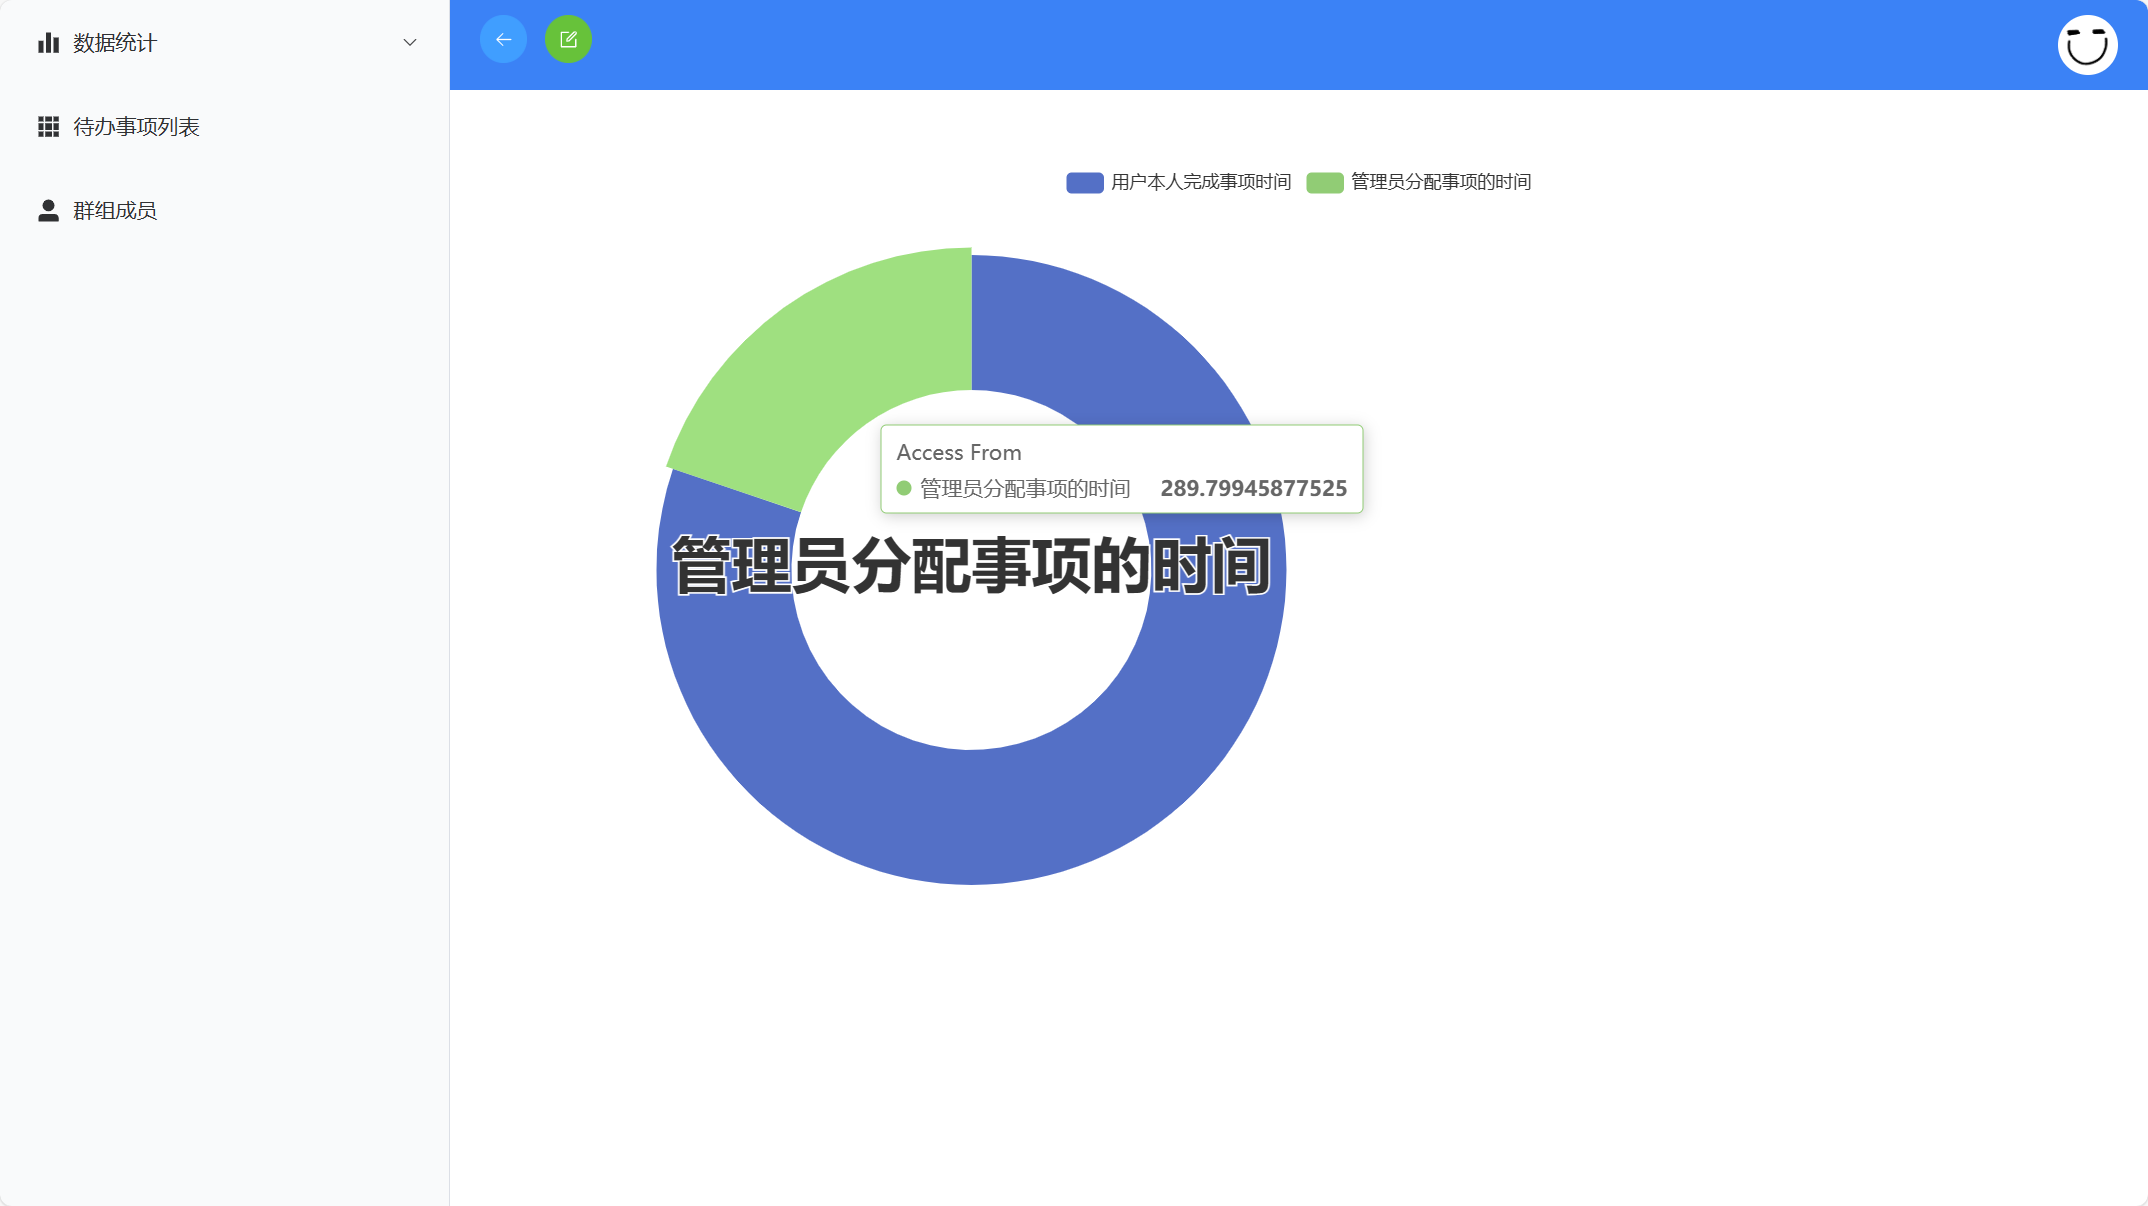 数据统计
待办事项列表
群组成员
用户本人完成事项时间 管理员分配事项的时间
Access From
管理员分配事项的时间 289.79945877525
管理员分配事项的时间